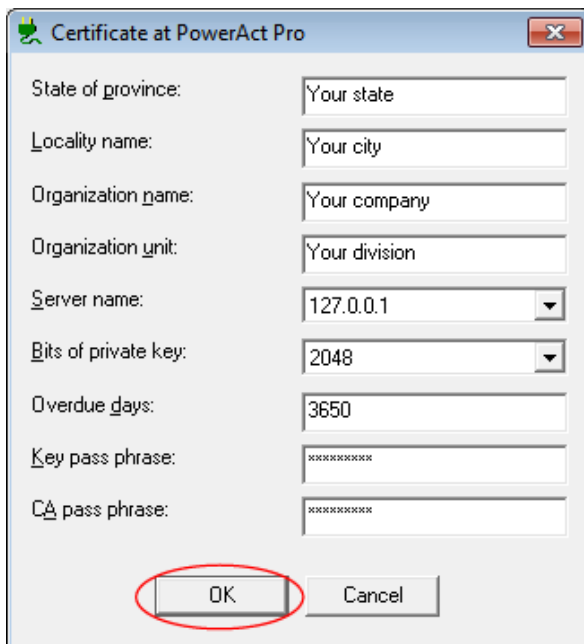 Certificate at PowerAct Pro
State of province: Your state
Locality name: Your city
Organization name: Your company
Organization unit: Your division
Server name: 127.0.0.1
Bits of private key: 2048
Overdue days: 3650
Key pass phrase: *********
CA pass phrase: *********
OK Cancel